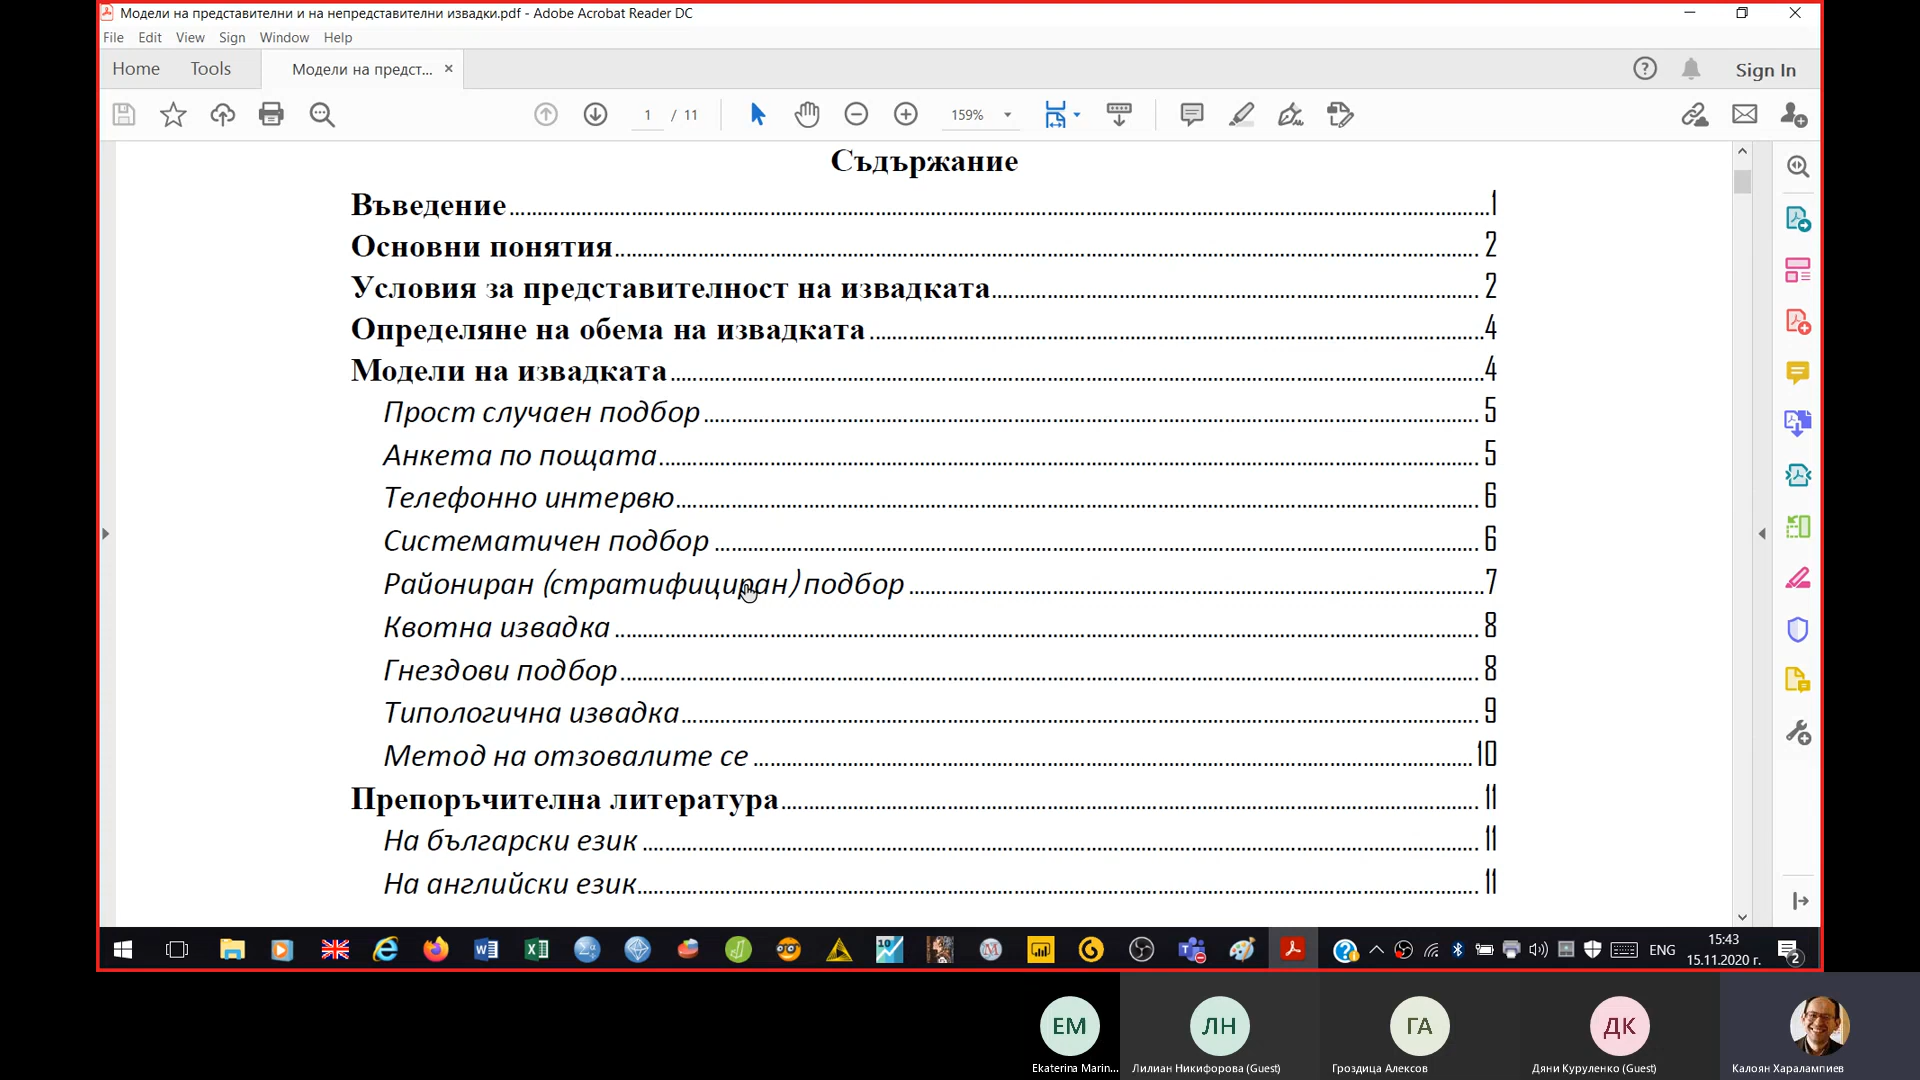 Модели на представителни и на непредставителни извадки.pdf - Adobe Acrobat Reader DC
File Edit View Sign Window Help
Home Tools Модели на предст... × Sign In
1 / 11 159%
Съдържание
Въведение 1
Основни понятия 2
Условия за представителност на извадката 2
Определяне на обема на извадката 4
Модели на извадката 4
Прост случаен подбор 5
Анкета по пощата 5
Телефонно интервю 6
Систематичен подбор 6
Райониран (стратифициран) подбор 7
Квотна извадка 8
Гнездови подбор 8
Типологична извадка 9
Метод на отзовалите се 10
Препоръчителна литература 11
На български език 11
На английски език 11
ENG
15:43
15.11.2020 г.
2
EM
Ekaterina Marin...
ЛН
Лилиан Никифорова (Guest)
ГА
Гроздица Алексов
ДК
Дяни Куруленко (Guest)
Калоян Харалампиев